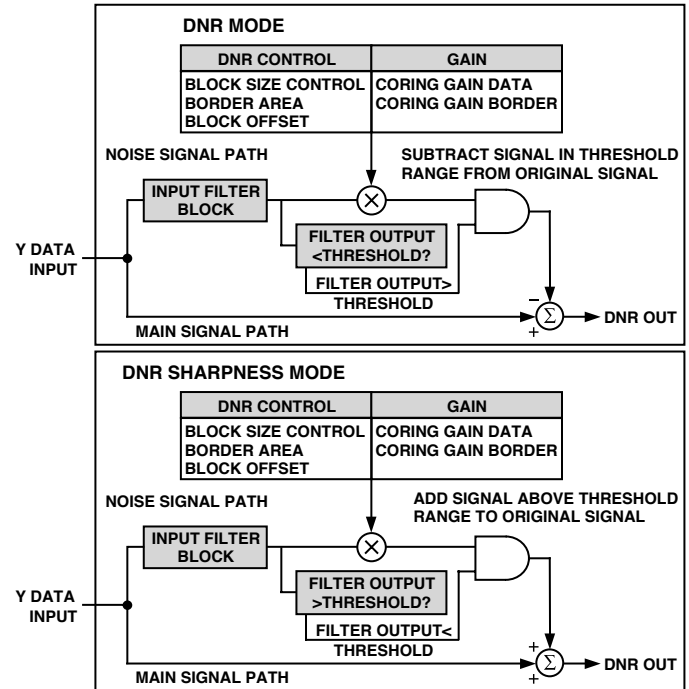 DNR MODE
DNR CONTROL GAIN
BLOCK SIZE CONTROL CORING GAIN DATA
BORDER AREA CORING GAIN BORDER
BLOCK OFFSET
NOISE SIGNAL PATH
SUBTRACT SIGNAL IN THRESHOLD
RANGE FROM ORIGINAL SIGNAL
INPUT FILTER
BLOCK
×
Y DATA
INPUT
FILTER OUTPUT
<THRESHOLD?
FILTER OUTPUT>
THRESHOLD
−
Σ
+
DNR OUT
MAIN SIGNAL PATH
DNR SHARPNESS MODE
DNR CONTROL GAIN
BLOCK SIZE CONTROL CORING GAIN DATA
BORDER AREA CORING GAIN BORDER
BLOCK OFFSET
NOISE SIGNAL PATH
ADD SIGNAL ABOVE THRESHOLD
RANGE TO ORIGINAL SIGNAL
INPUT FILTER
BLOCK
×
Y DATA
INPUT
FILTER OUTPUT
>THRESHOLD?
FILTER OUTPUT<
THRESHOLD
+
Σ
+
DNR OUT
MAIN SIGNAL PATH